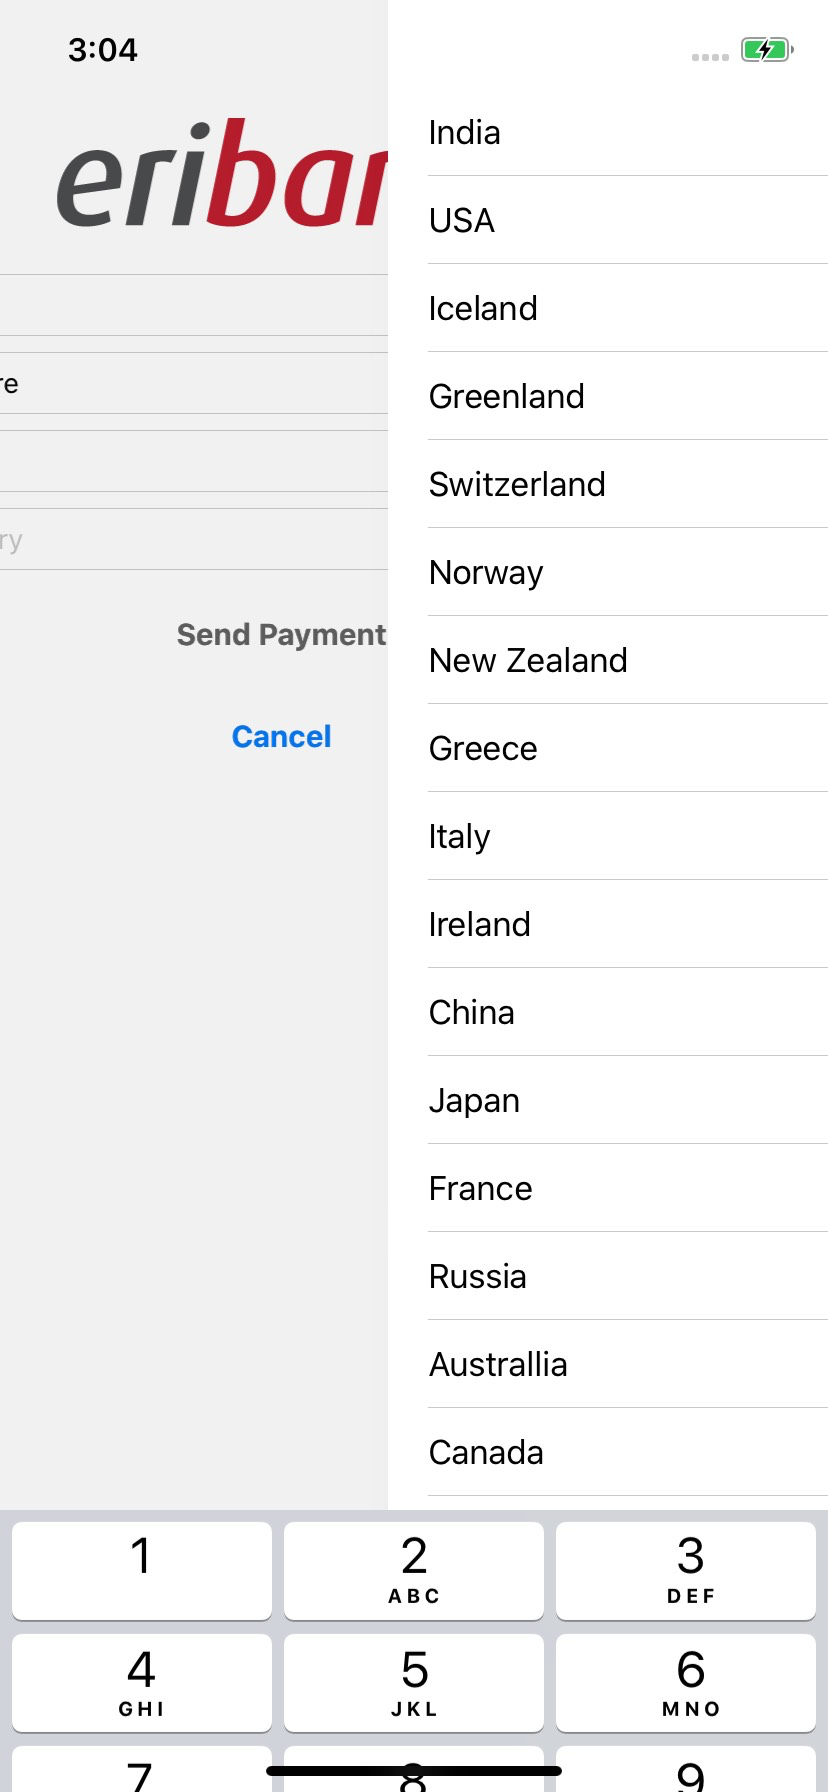 3:04
eriban
re
ry
Send Payment
Cancel
India
USA
Iceland
Greenland
Switzerland
Norway
New Zealand
Greece
Italy
Ireland
China
Japan
France
Russia
Australlia
Canada
1
2
ABC
3
DEF
4
GHI
5
JKL
6
MNO
7
8
9